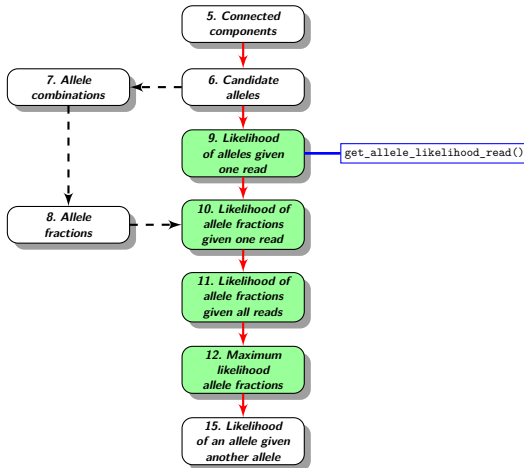 5. Connected
components
7. Allele
combinations
6. Candidate
alleles
9. Likelihood
of alleles given
one read
get_allele_likelihood_read()
8. Allele
fractions
10. Likelihood of
allele fractions
given one read
11. Likelihood of
allele fractions
given all reads
12. Maximum
likelihood
allele fractions
15. Likelihood
of an allele given
another allele